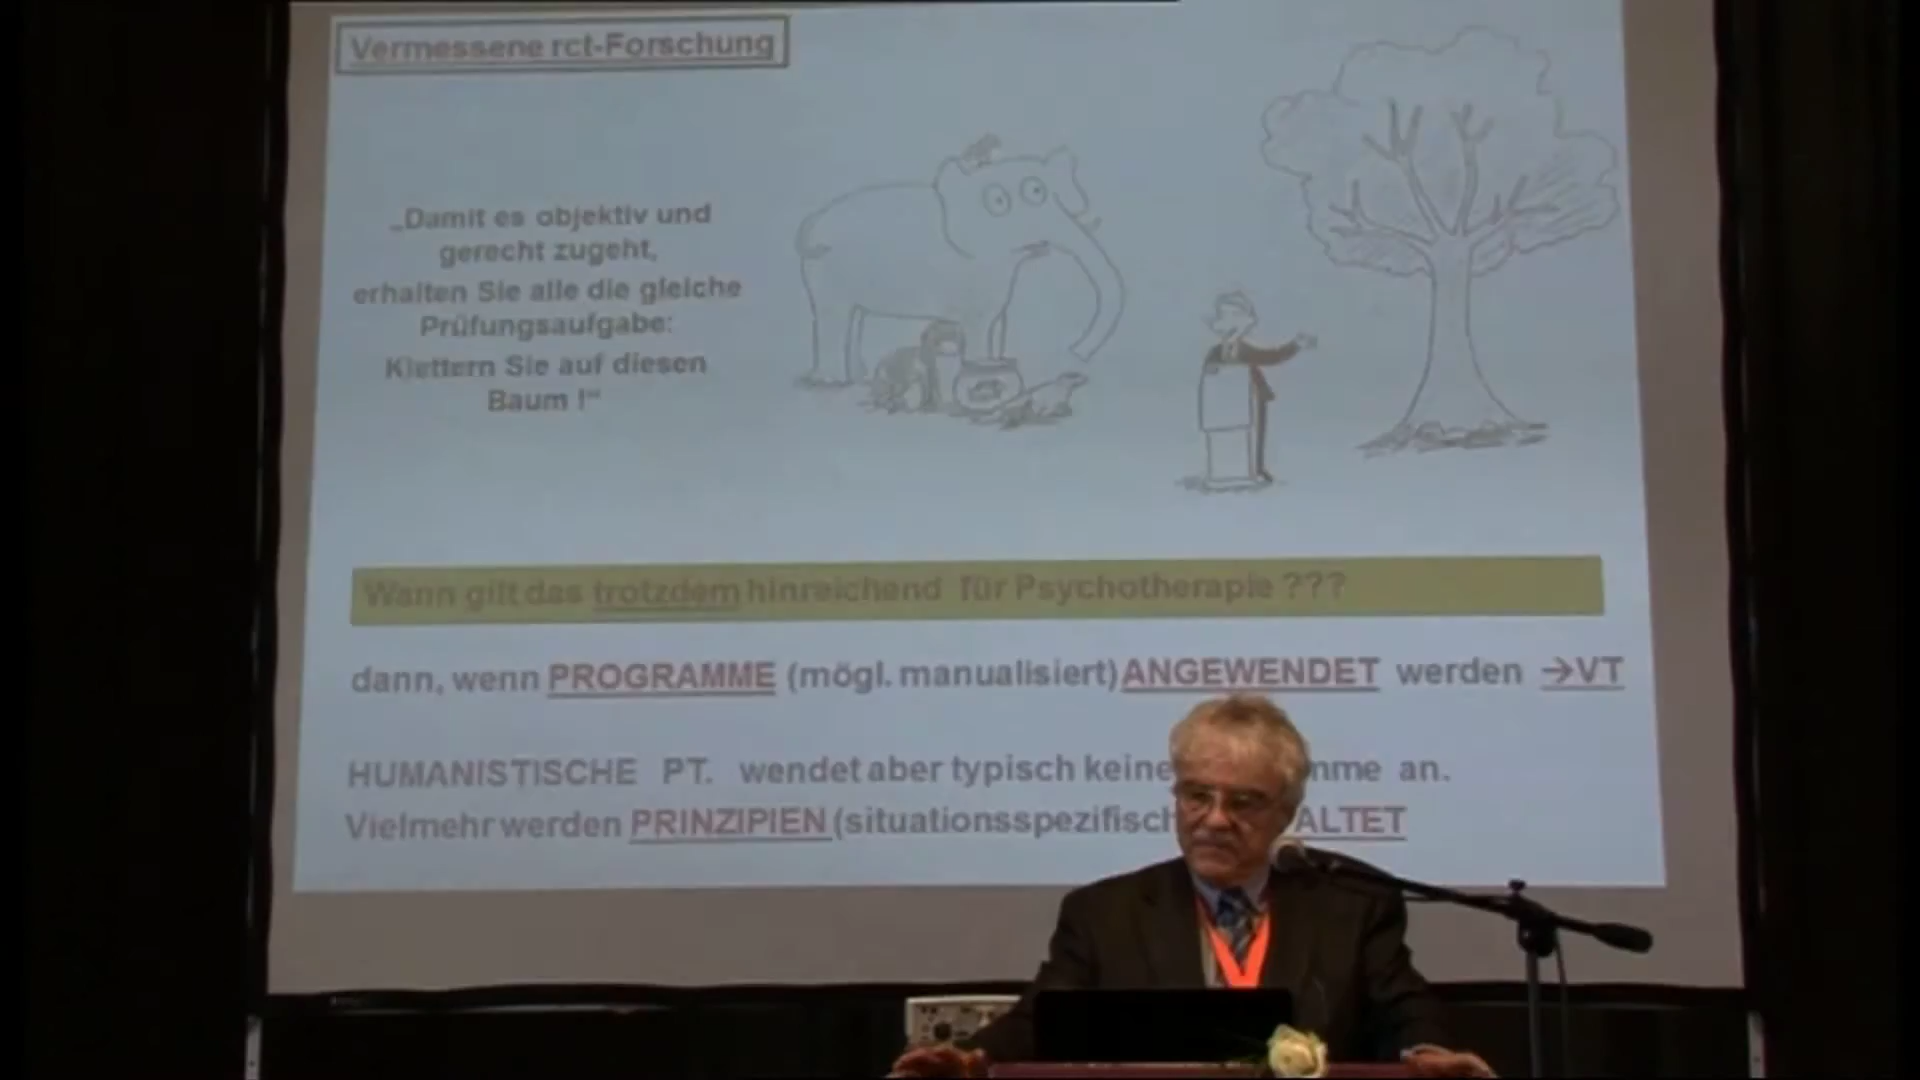 Vermessene rct-Forschung
„Damit es objektiv und
gerecht zugeht,
erhalten Sie alle die gleiche
Prüfungsaufgabe:
Klettern Sie auf diesen
Baum !“
Wann gilt das trotzdem hinreichend für Psychotherapie ???
dann, wenn PROGRAMME (mögl. manualisiert) ANGEWENDET werden →VT
HUMANISTISCHE PT. wendet aber typisch keine mme an.
Vielmehr werden PRINZIPIEN (situationsspezifisch ALTET